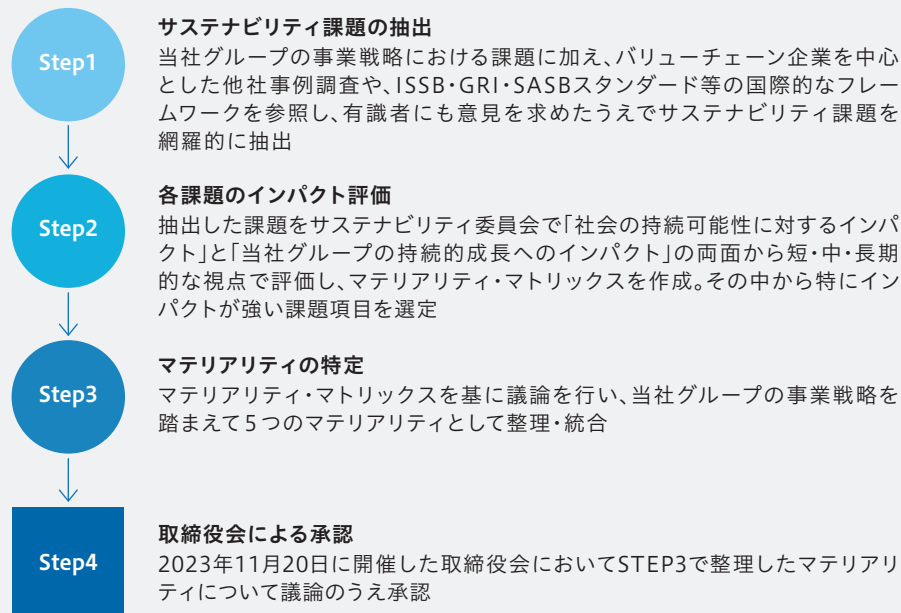 Step1
サステナビリティ課題の抽出
当社グループの事業戦略における課題に加え、バリューチェーン企業を中心
とした他社事例調査や、ISSB・GRI・SASBスタンダード等の国際的なフレー
ムワークを参照し、有識者にも意見を求めたうえでサステナビリティ課題を
網羅的に抽出
Step2
各課題のインパクト評価
抽出した課題をサステナビリティ委員会で「社会の持続可能性に対するインパ
クト」と「当社グループの持続的成長へのインパクト」の両面から短・中・長期
的な視点で評価し、マテリアリティ・マトリックスを作成。その中から特にイン
パクトが強い課題項目を選定
Step3
マテリアリティの特定
マテリアリティ・マトリックスを基に議論を行い、当社グループの事業戦略を
踏まえて5つのマテリアリティとして整理・統合
Step4
取締役会による承認
2023年11月20日に開催した取締役会においてSTEP3で整理したマテリアリ
ティについて議論のうえ承認